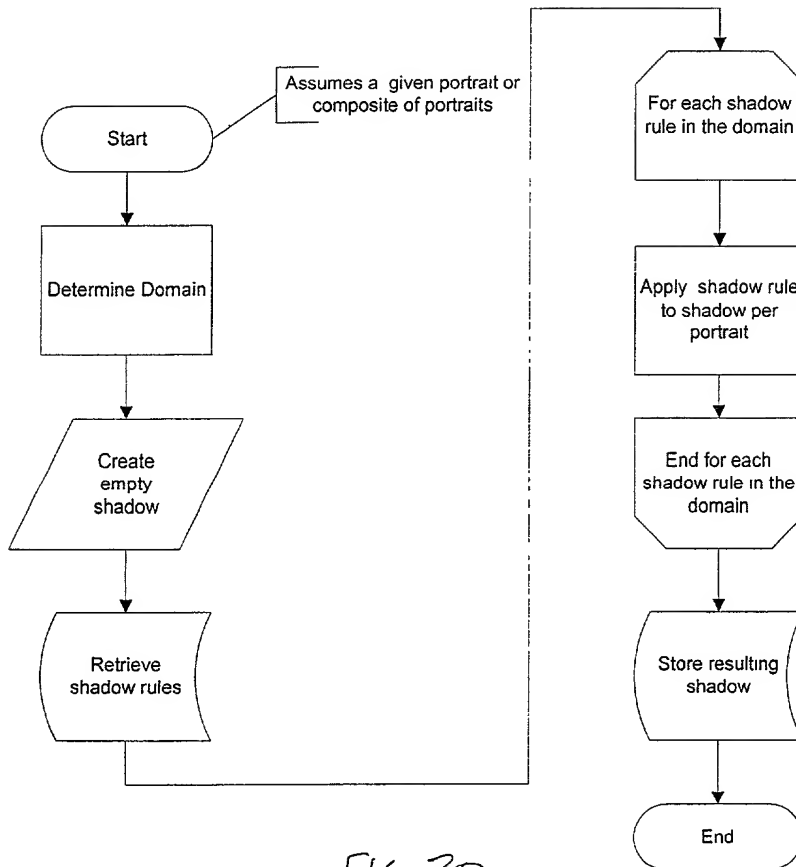 Assumes a given portrait or
composite of portraits
Start
Determine Domain
Create
empty
shadow
Retrieve
shadow rules
For each shadow
rule in the domain
Apply shadow rule
to shadow per
portrait
End for each
shadow rule in the
domain
Store resulting
shadow
End